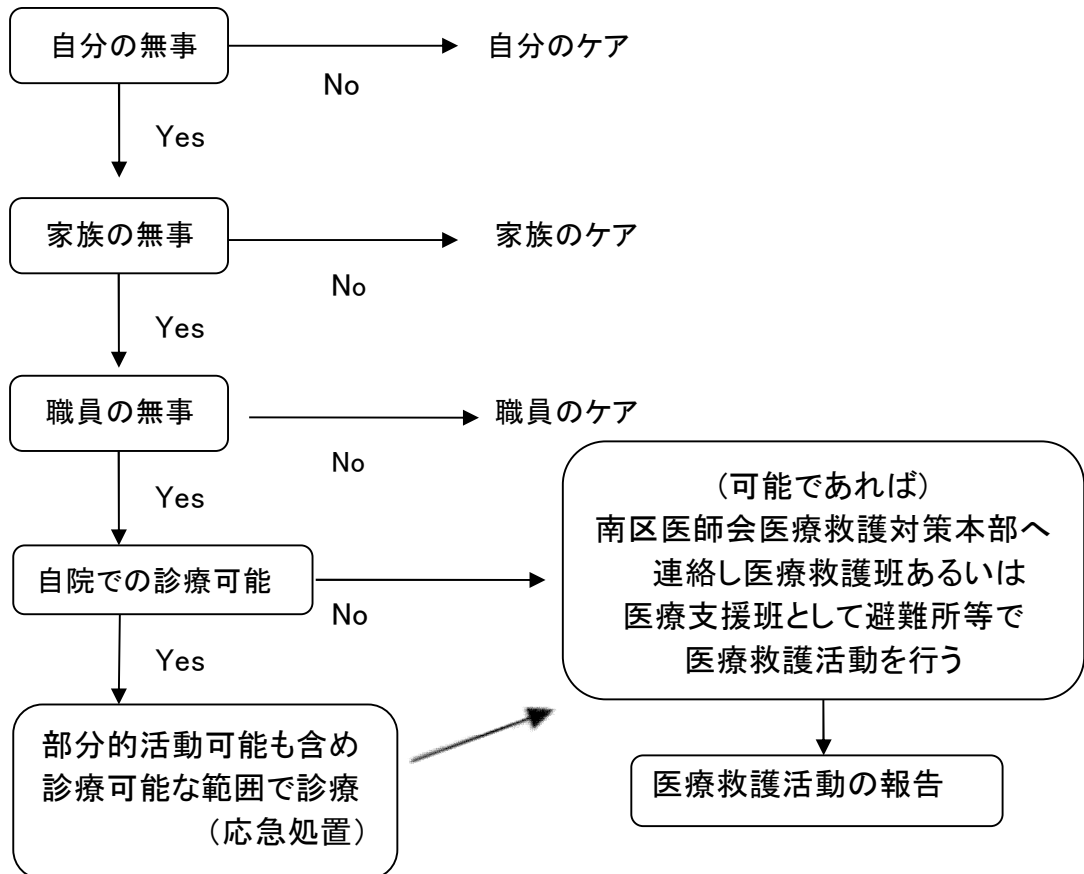 自分の無事
自分のケア
No
Yes
家族の無事
家族のケア
No
Yes
職員の無事
職員のケア
No
Yes
自院での診療可能
No
Yes
(可能であれば)
南区医師会医療救護対策本部へ
連絡し医療救護班あるいは
医療支援班として避難所等で
医療救護活動を行う
部分的活動可能も含め
診療可能な範囲で診療
(応急処置)
医療救護活動の報告